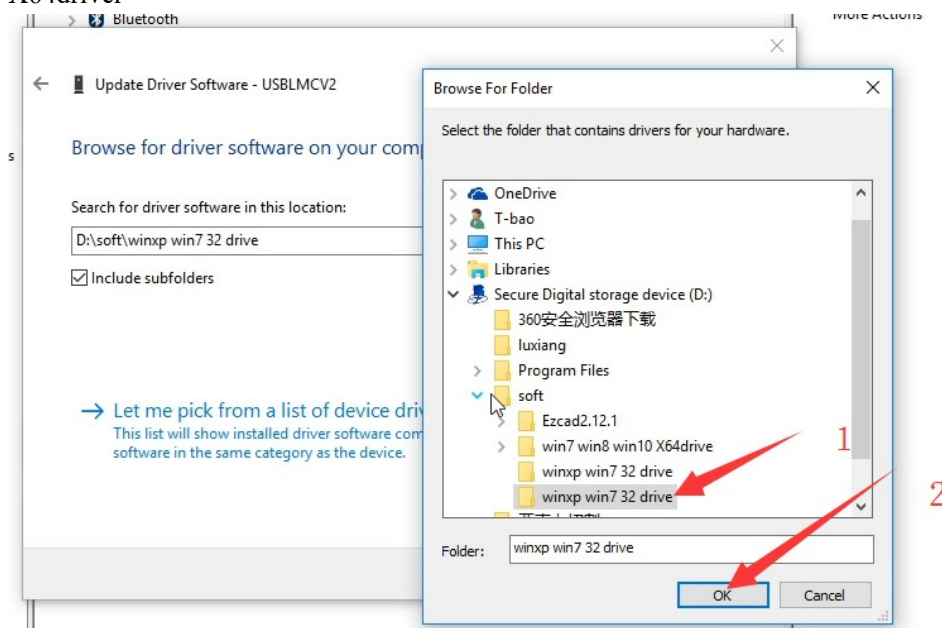 X64driver
Bluetooth
More Actions
Update Driver Software - USBLMCV2
Browse for driver software on your com
Search for driver software in this location:
D:\soft\winxp win7 32 drive
Include subfolders
Let me pick from a list of device driv
This list will show installed driver software com
software in the same category as the device.
s
Browse For Folder
Select the folder that contains drivers for your hardware.
OneDrive
T-bao
This PC
Libraries
Secure Digital storage device (D:)
360安全浏览器下载
luxiang
Program Files
soft
Ezcad2.12.1
win7 win8 win10 X64drive
winxp win7 32 drive
winxp win7 32 drive
1
2
Folder:
winxp win7 32 drive
OK
Cancel